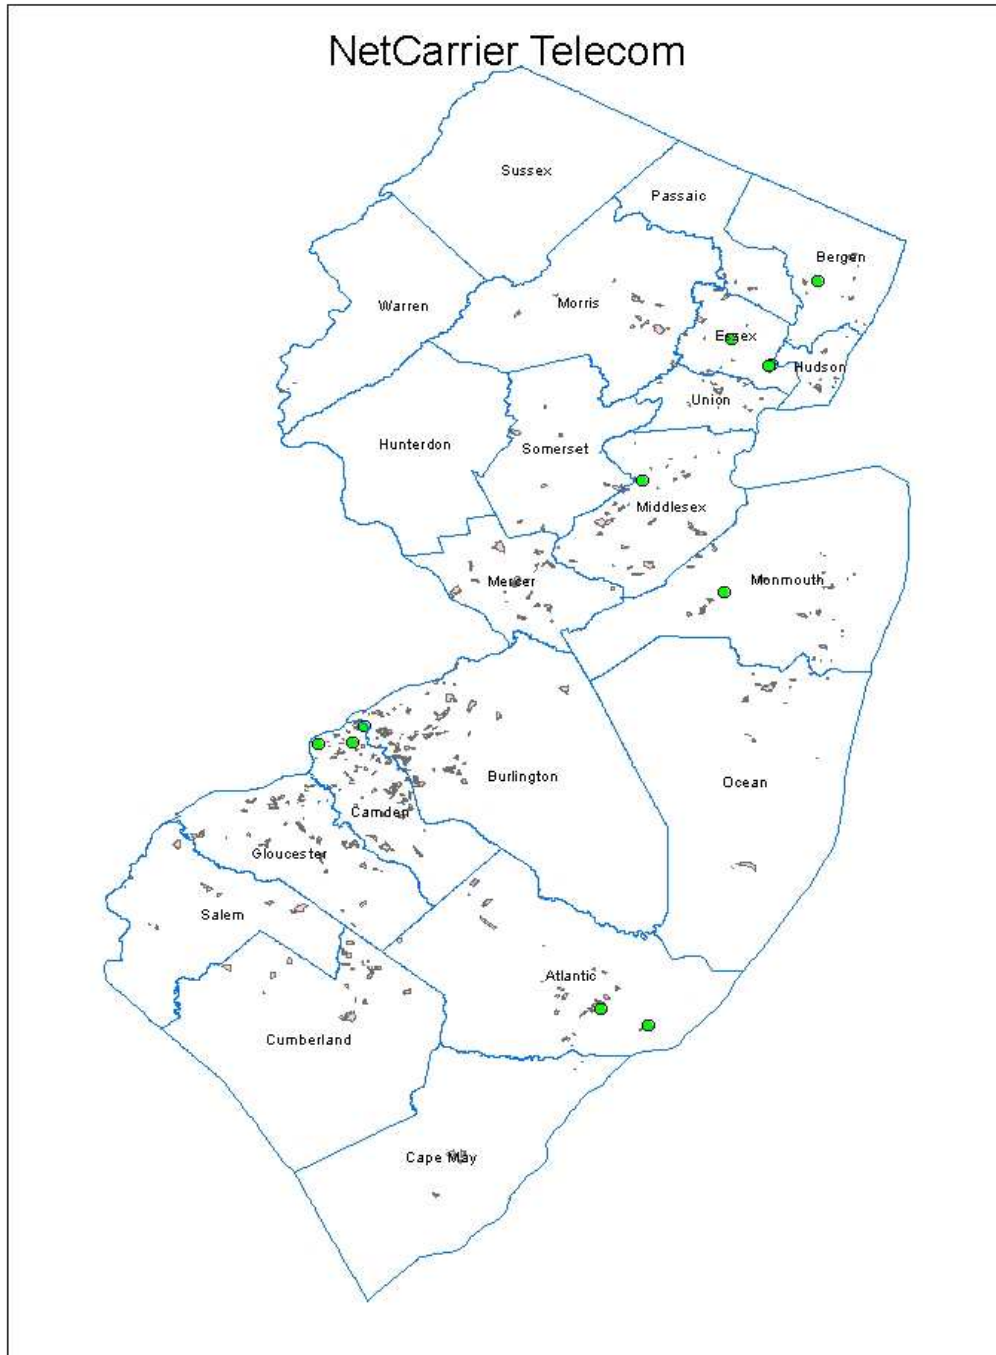 NetCarrier Telecom
Sussex
Passaic
Bergen
Warren
Morris
Essex
Hudson
Union
Hunterdon
Somerset
Middlesex
Mercer
Monmouth
Burlington
Ocean
Camden
Gloucester
Salem
Atlantic
Cumberland
Cape May